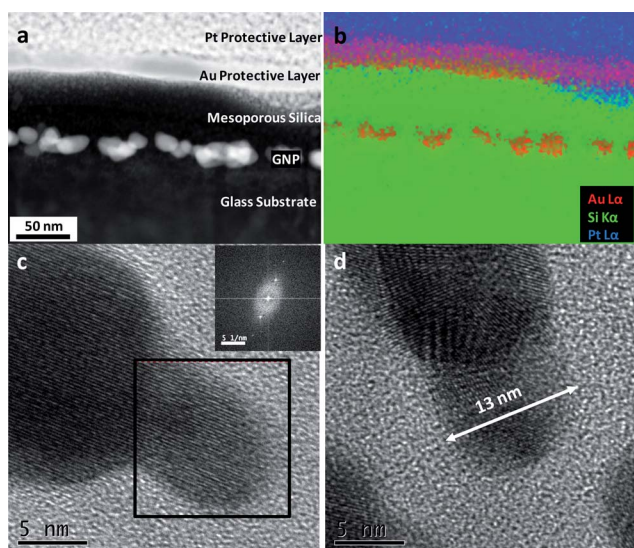 a
Pt Protective Layer
Au Protective Layer
Mesoporous Silica
GNP
Glass Substrate
50 nm
b
Au Lα
Si Kα
Pt Lα
c
5 1/nm
5 nm
d
13 nm
5 nm